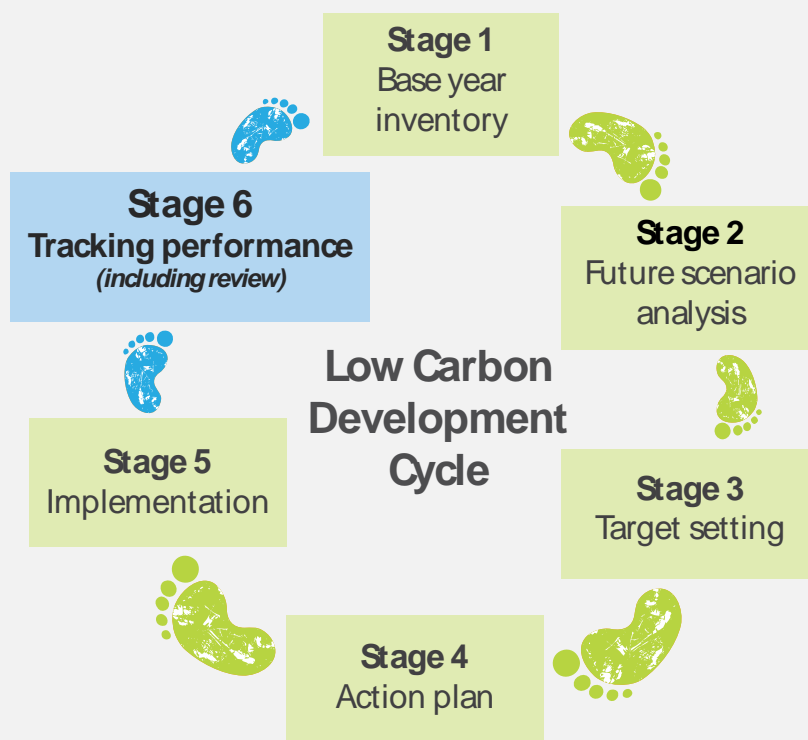 Stage 1
Base year
inventory
Stage 2
Future scenario
analysis
Stage 3
Target setting
Stage 4
Action plan
Stage 5
Implementation
Stage 6
Tracking performance
(including review)
Low Carbon
Development
Cycle